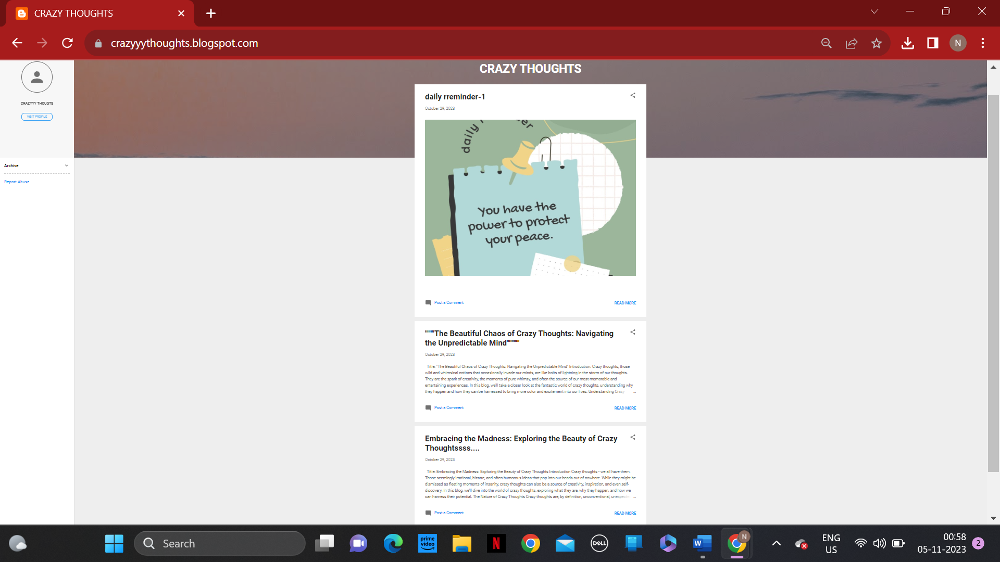 CRAZY THOUGHTS
crazyyythoughts.blogspot.com
N
CRAZY THOUGHTS
CRAZYYY THOUGTS
VISIT PROFILE
Archive
Report Abuse
daily rreminder-1
October 29, 2023
daily
er
You have the
power to protect
your peace.
Post a Comment
READ MORE
"""""The Beautiful Chaos of Crazy Thoughts: Navigating
the Unpredictable Mind"""""""
October 29, 2023
Title: "The Beautiful Chaos of Crazy Thoughts: Navigating the Unpredictable Mind" Introduction: Crazy thoughts, those
wild and whimsical notions that occasionally invade our minds, are like bolts of lightning in the storm of our thoughts.
They are the spark of creativity, the moments of pure whimsy, and often the source of our most memorable and
entertaining experiences. In this blog, we'll take a closer look at the fantastic world of crazy thoughts, understanding why
they happen and how they can be harnessed to bring more color and excitement into our lives. Understanding Crazy ...
Post a Comment
READ MORE
Embracing the Madness: Exploring the Beauty of Crazy
Thoughtssss....
October 29, 2023
Title: Embracing the Madness: Exploring the Beauty of Crazy Thoughts Introduction Crazy thoughts - we all have them.
Those seemingly irrational, bizarre, and often humorous ideas that pop into our heads out of nowhere. While they might be
dismissed as fleeting moments of insanity, crazy thoughts can also be a source of creativity, inspiration, and even self-
discovery. In this blog, we'll dive into the world of crazy thoughts, exploring what they are, why they happen, and how we
can harness their potential. The Nature of Crazy Thoughts Crazy thoughts are, by definition, unconventional, unexpecte ...
Post a Comment
READ MORE
Search
prime
video
N
DELL
W
N
ENG
US
00:58
05-11-2023
2